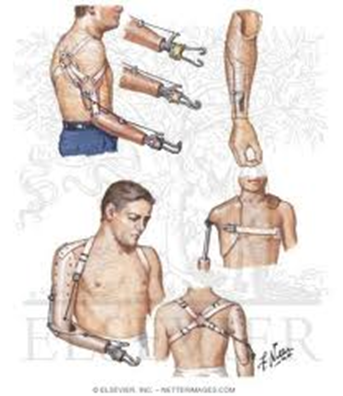 ELSEVIER
F. Netter
© ELSEVIER, INC. – NETTERIMAGES.COM